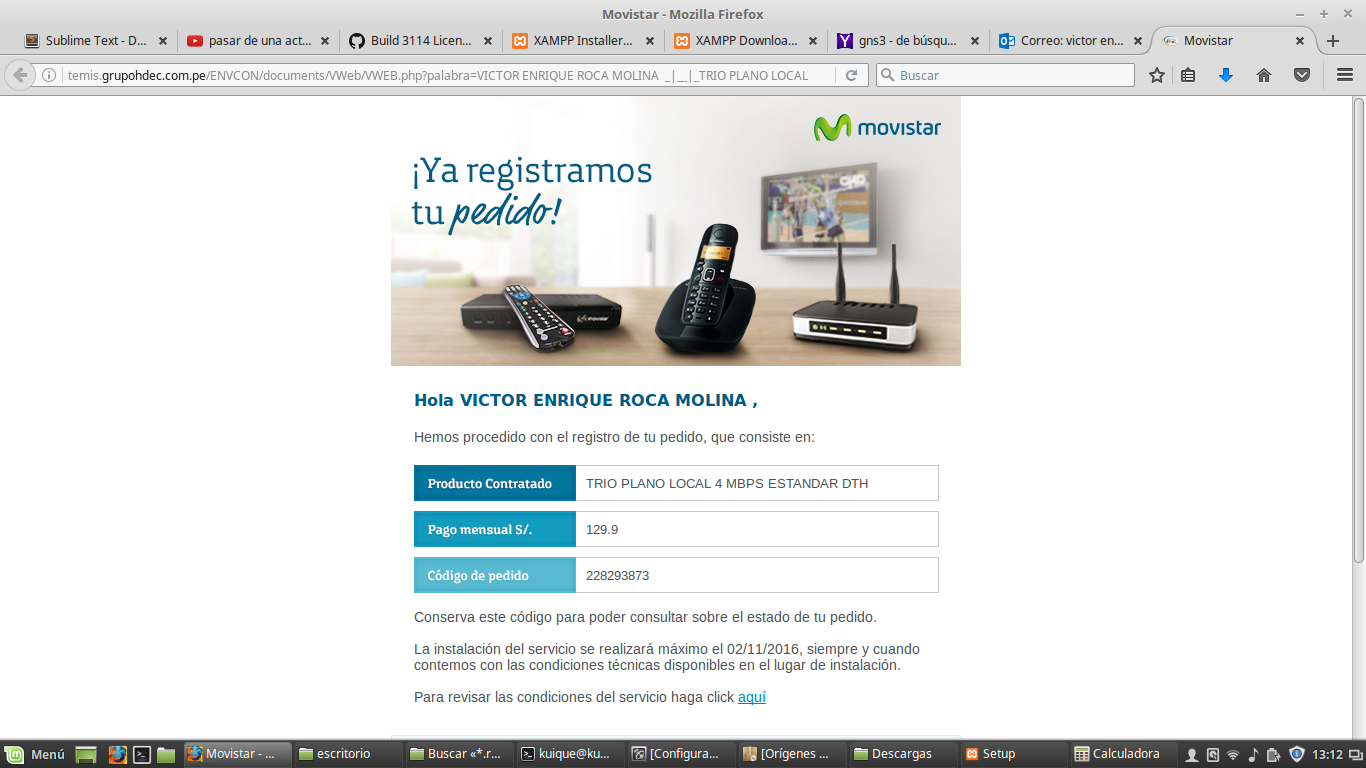 Movistar - Mozilla Firefox
Sublime Text - D...
pasar de una act...
Build 3114 Licen...
XAMPP Installer...
XAMPP Downloa...
gns3 - de búsqu...
Correo: victor en...
Movistar
temis.grupohdec.com.pe/ENVCON/documents/VWeb/VWEB.php?palabra=VICTOR ENRIQUE ROCA MOLINA _|__|_TRIO PLANO LOCAL
Buscar
movistar
¡Ya registramos
tu pedido!
Hola VICTOR ENRIQUE ROCA MOLINA ,
Hemos procedido con el registro de tu pedido, que consiste en:
Producto Contratado TRIO PLANO LOCAL 4 MBPS ESTANDAR DTH
Pago mensual S/. 129.9
Código de pedido 228293873
Conserva este código para poder consultar sobre el estado de tu pedido.
La instalación del servicio se realizará máximo el 02/11/2016, siempre y cuando
contemos con las condiciones técnicas disponibles en el lugar de instalación.
Para revisar las condiciones del servicio haga click aquí
Menú
Movistar - ...
escritorio
Buscar «*.r...
kuique@ku...
[Configura...
[Orígenes ...
Descargas
Setup
Calculadora
13:12